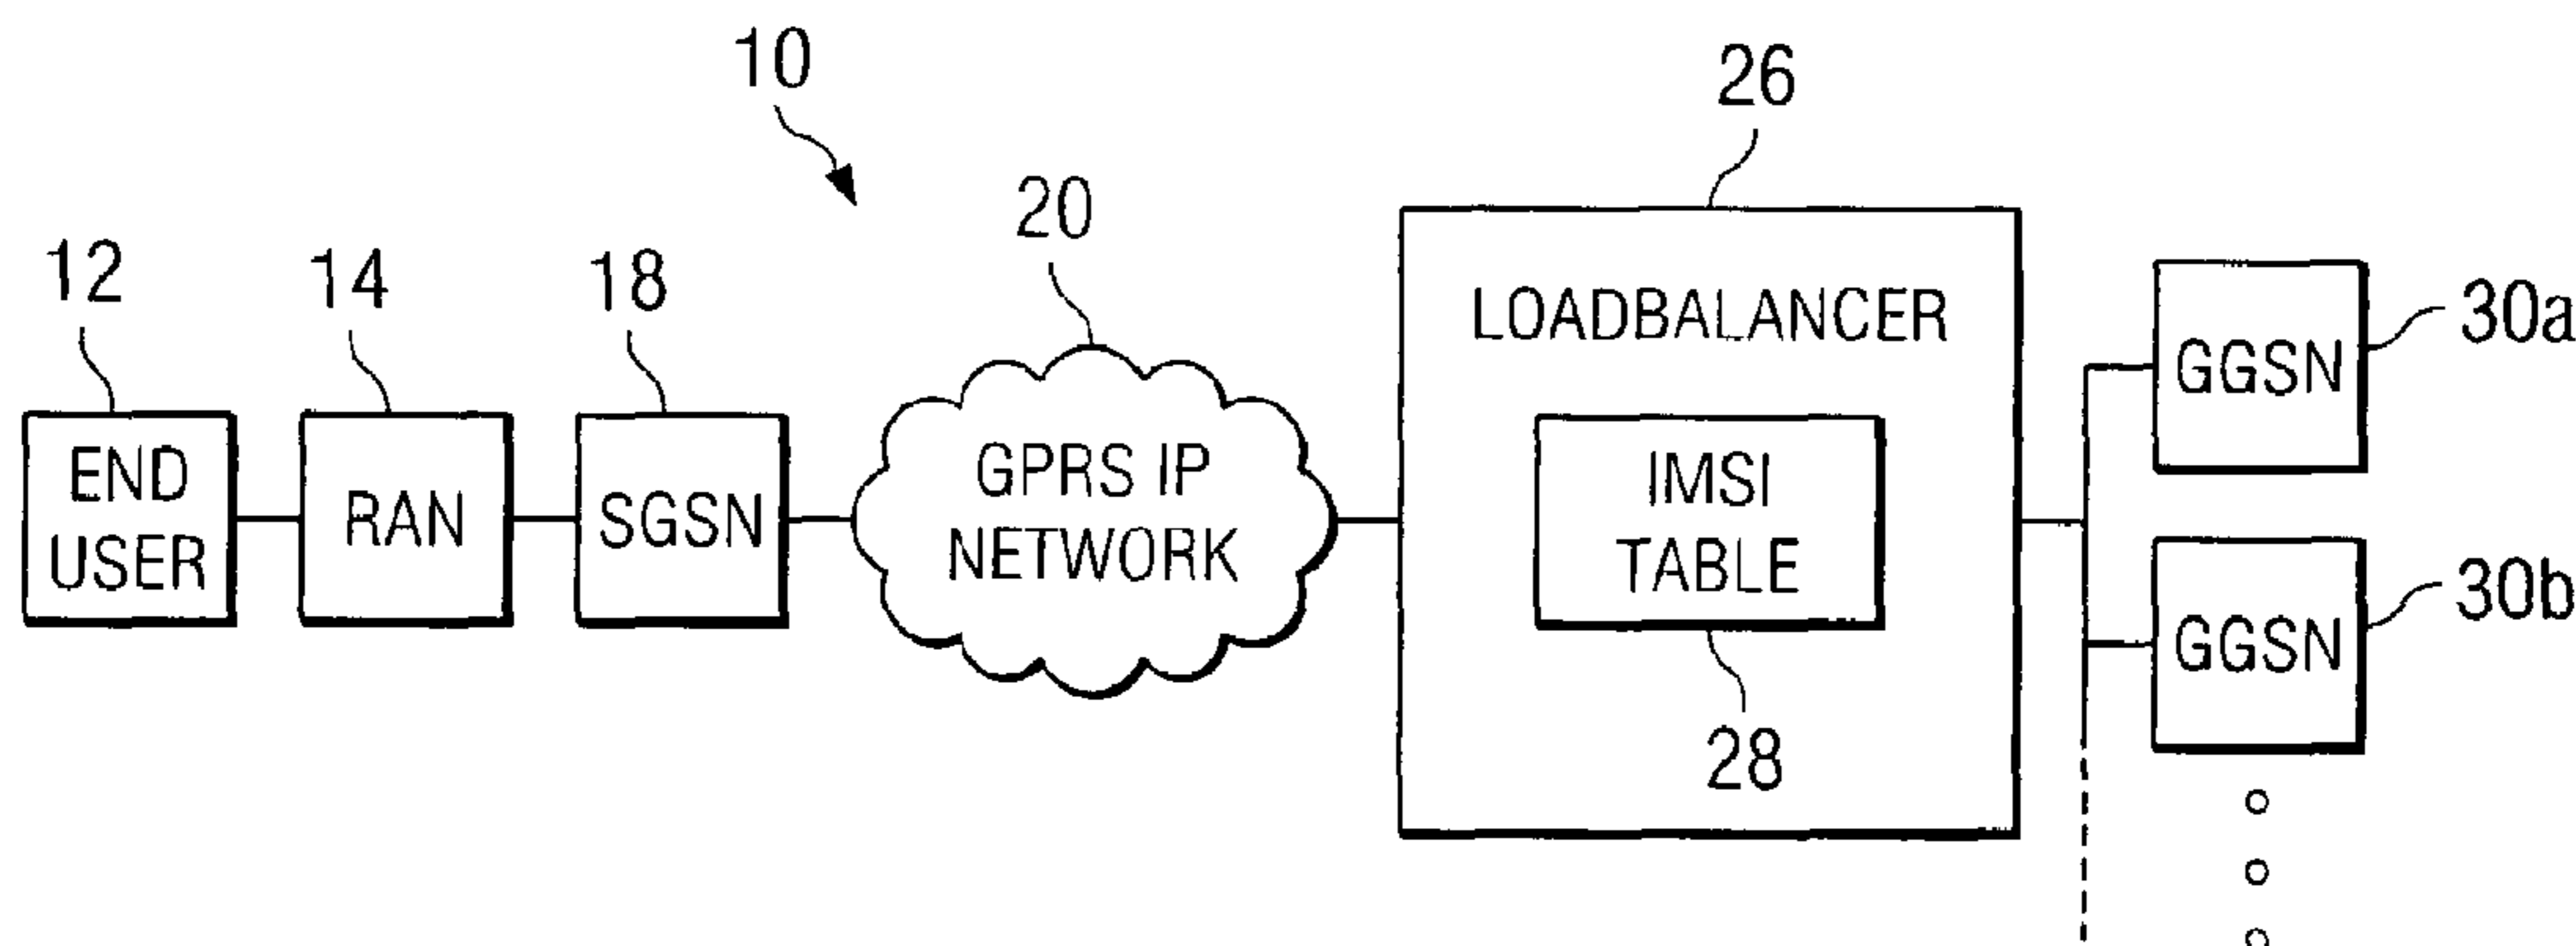 10
26
20
12
14
18
30a
LOADBALANCER
GGSN
END
USER
RAN
SGSN
GPRS IP
NETWORK
IMSI
TABLE
30b
GGSN
28